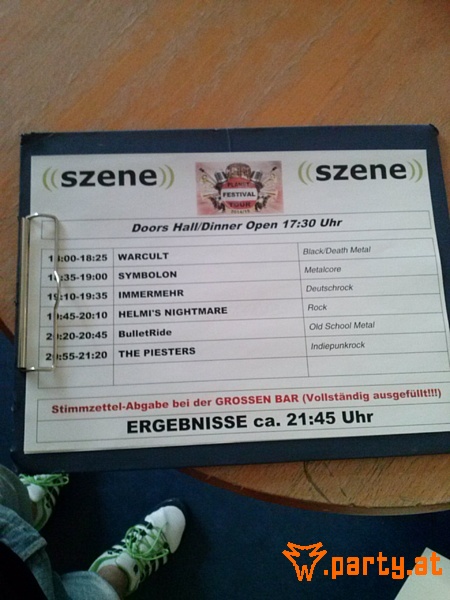 ((szene)) ((szene))
FESTIVAL
TOUR
Doors Hall/Dinner Open 17:30 Uhr
18:00-18:25 WARCULT Black/Death Metal
18:35-19:00 SYMBOLON Metalcore
19:10-19:35 IMMERMEHR Deutschrock
19:45-20:10 HELMI'S NIGHTMARE Rock
20:20-20:45 BulletRide Old School Metal
20:55-21:20 THE PIESTERS Indiepunkrock
Stimmzettel-Abgabe bei der GROSSEN BAR (Vollständig ausgefüllt!!!)
ERGEBNISSE ca. 21:45 Uhr
.party.at